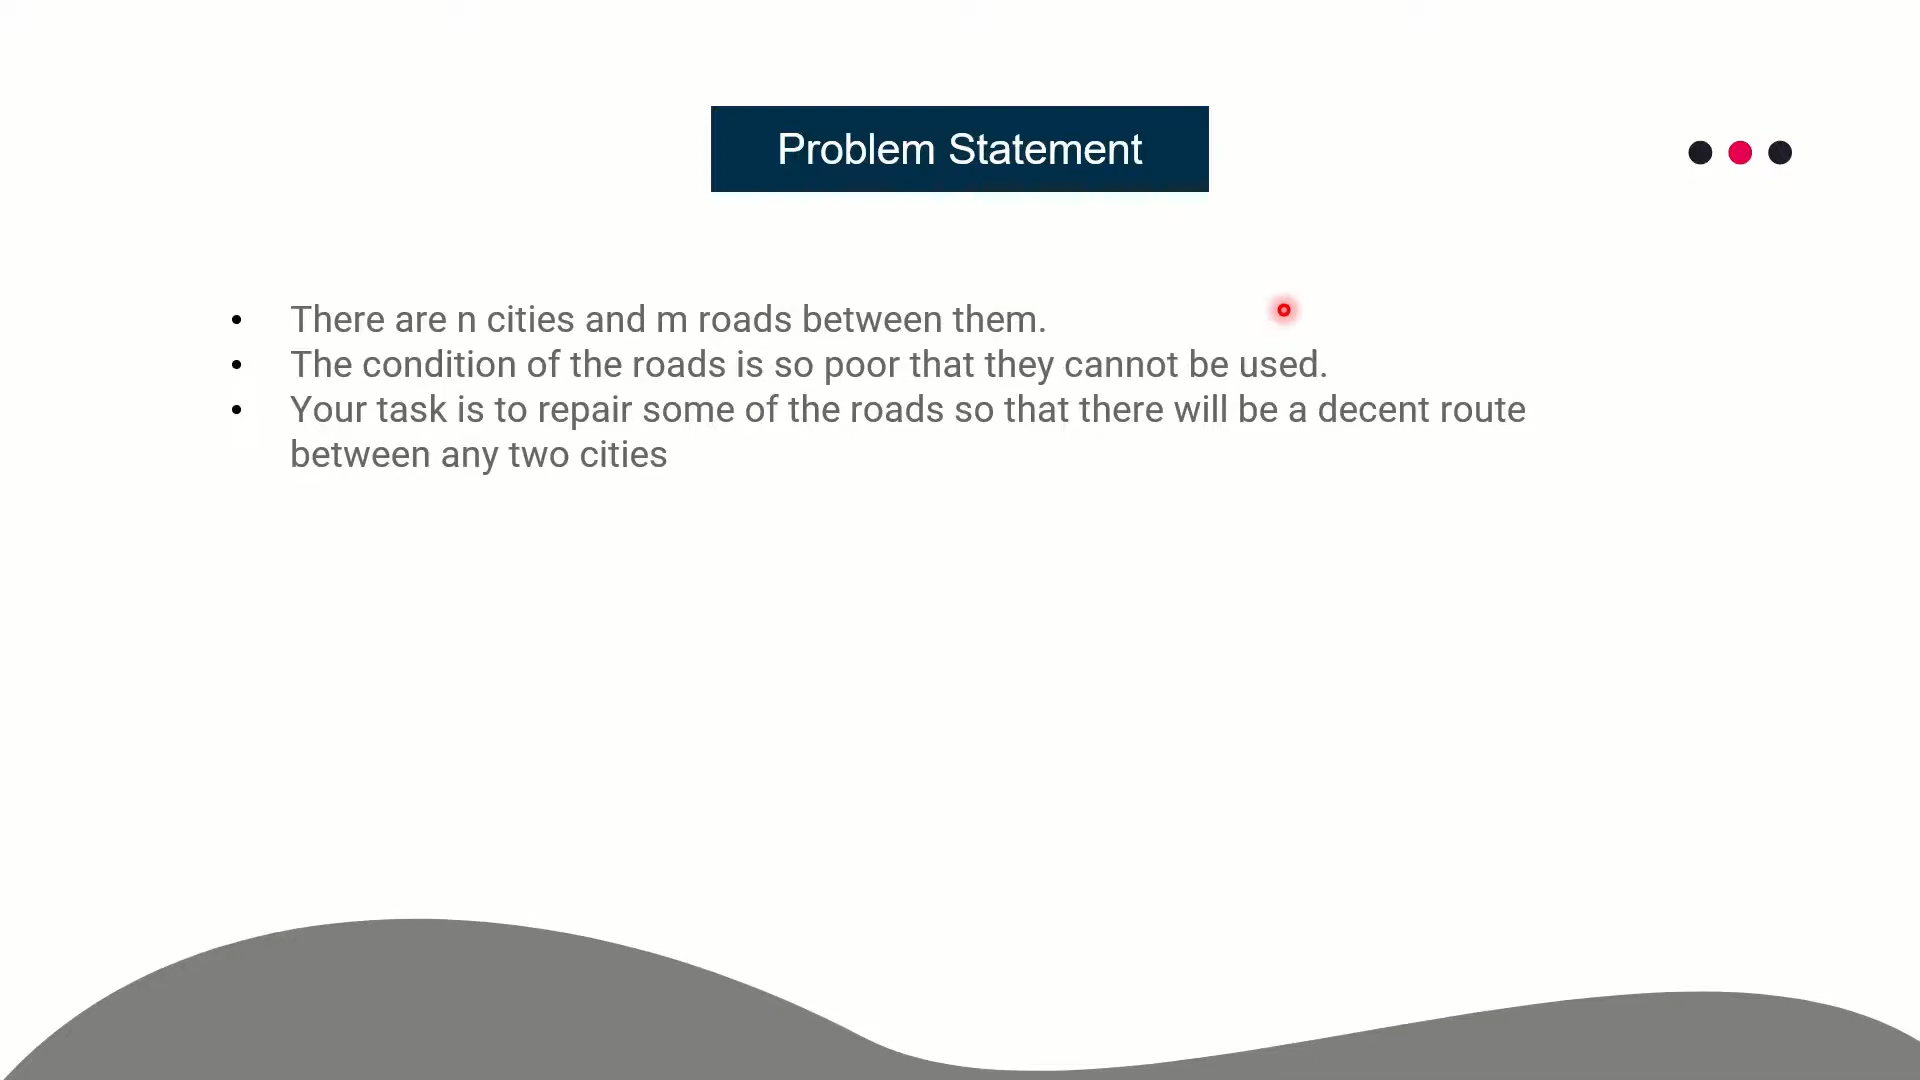 Problem Statement
• There are n cities and m roads between them.
• The condition of the roads is so poor that they cannot be used.
• Your task is to repair some of the roads so that there will be a decent route
between any two cities